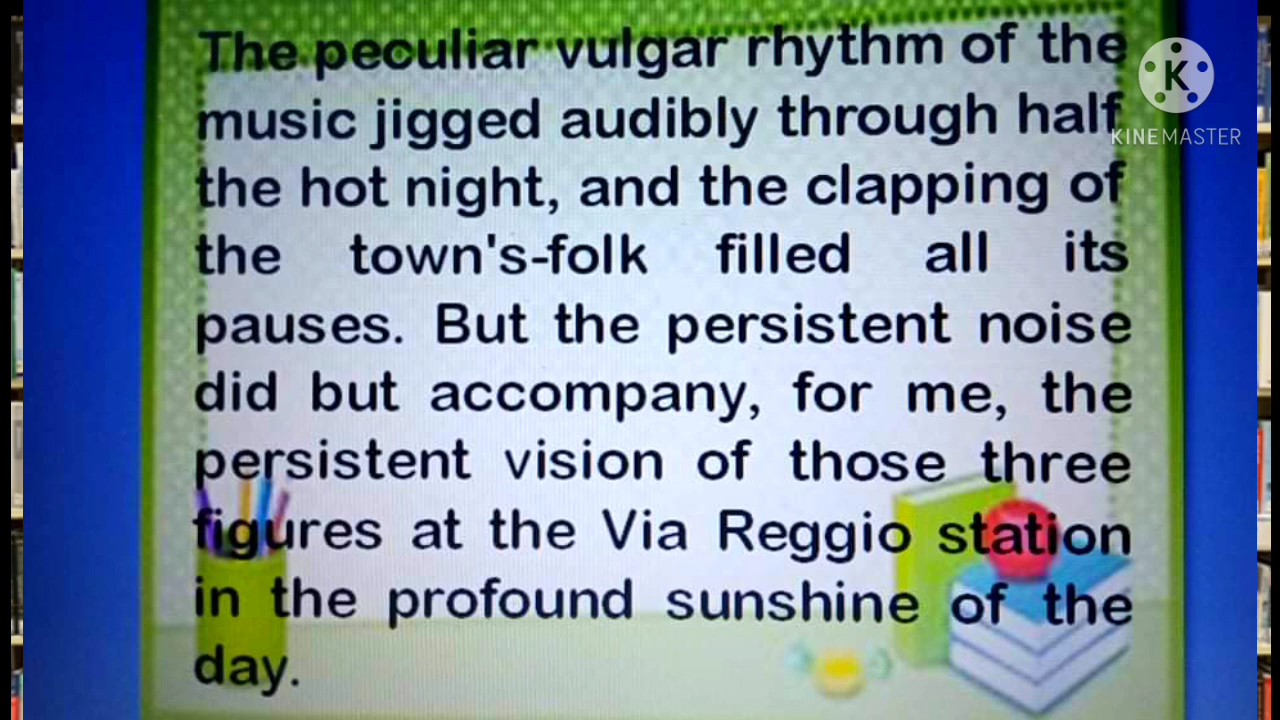 The peculiar vulgar rhythm of the
music jigged audibly through half
the hot night, and the clapping of
the town's-folk filled all its
pauses. But the persistent noise
did but accompany, for me, the
persistent vision of those three
figures at the Via Reggio station
in the profound sunshine of the
day.
K
KINEMASTER